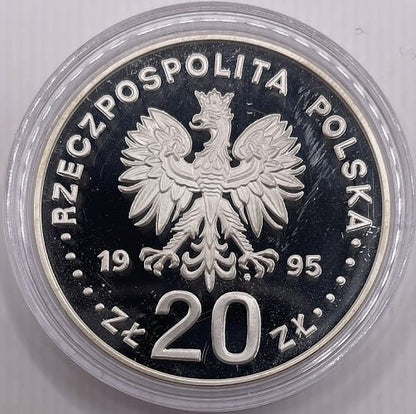 RZECZPOSPOLITA POLSKA
19 95
ZŁ 20 ZŁ